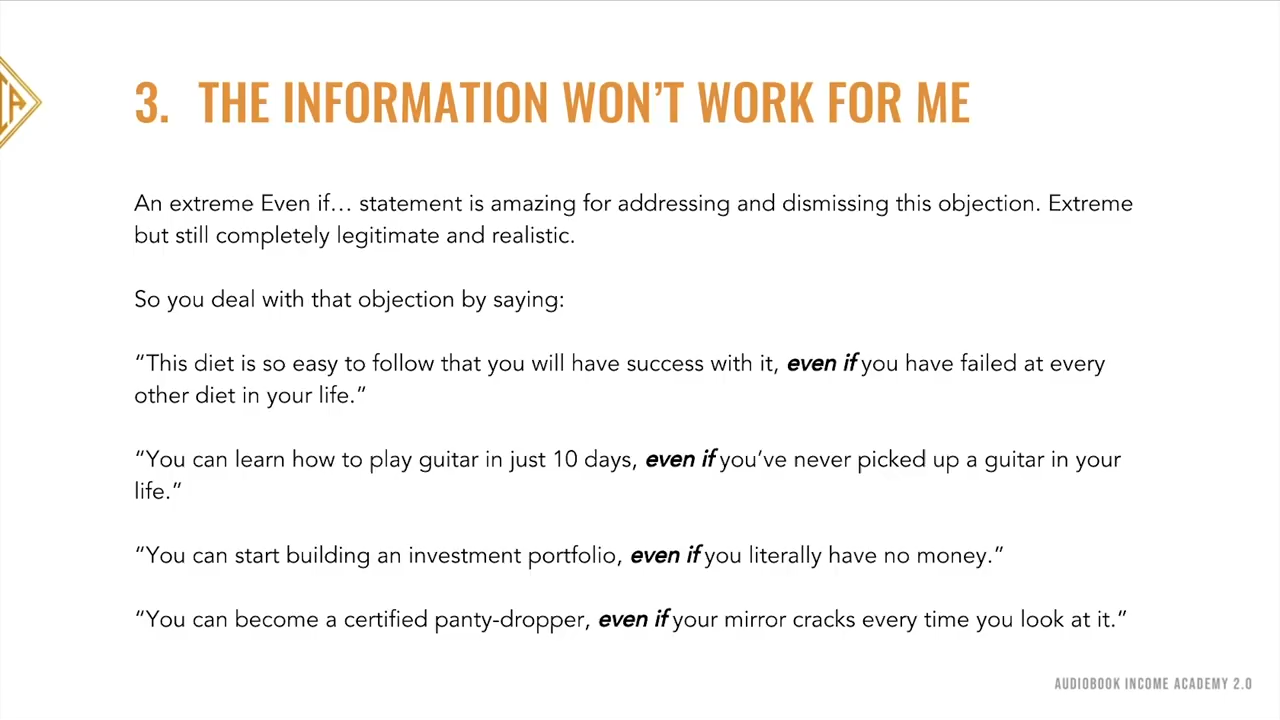 3. THE INFORMATION WON’T WORK FOR ME
An extreme Even if… statement is amazing for addressing and dismissing this objection. Extreme
but still completely legitimate and realistic.
So you deal with that objection by saying:
“This diet is so easy to follow that you will have success with it, even if you have failed at every
other diet in your life.”
“You can learn how to play guitar in just 10 days, even if you’ve never picked up a guitar in your
life.”
“You can start building an investment portfolio, even if you literally have no money.”
“You can become a certified panty-dropper, even if your mirror cracks every time you look at it.”
AUDIOBOOK INCOME ACADEMY 2.0